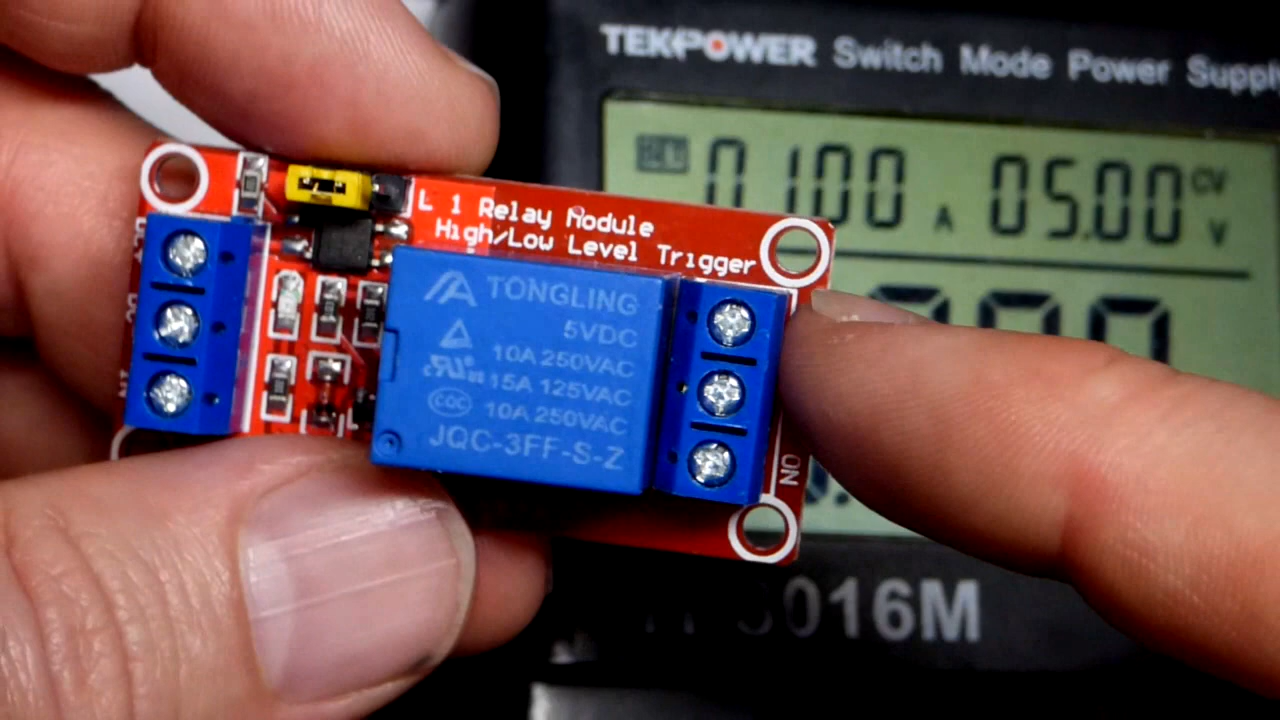 TEKPOWER Switch Mode Power Supply
0.100 A 05.00 CV V
L 1 Relay Module
High/Low Level Trigger
TONGLING
5VDC
10A 250VAC
15A 125VAC
10A 250VAC
JQC-3FF-S-Z
CQC
NO
016M